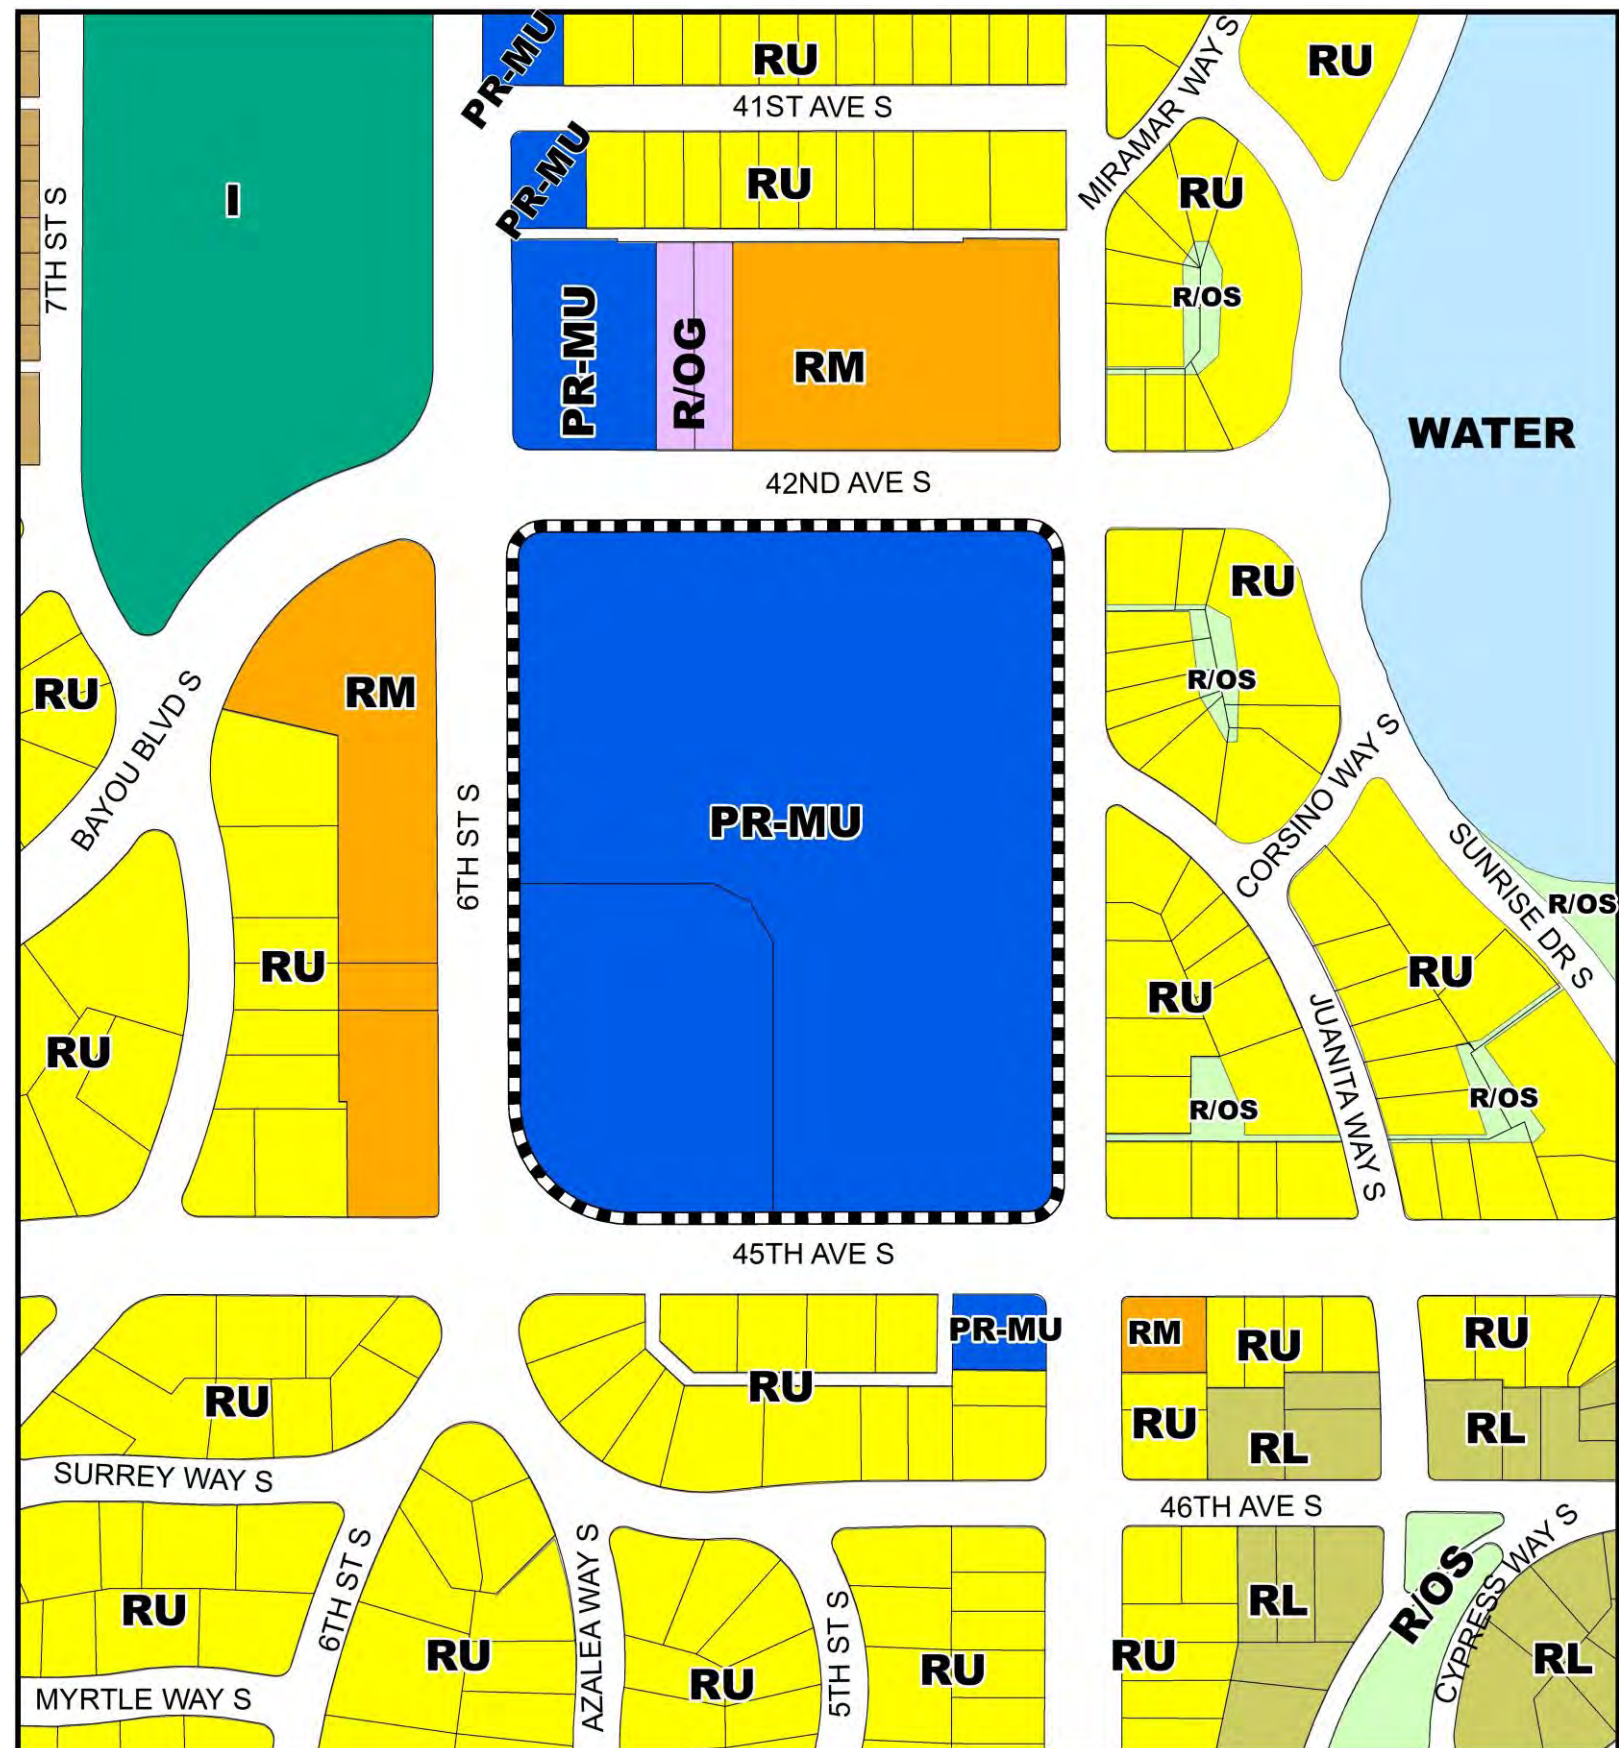 PR-MU
RU
RU
41ST AVE S
MIRAMAR WAY S
PR-MU
RU
RU
I
7TH ST S
R/OS
PR-MU
R/OG
RM
WATER
42ND AVE S
RU
RU
RM
R/OS
BAYOU BLVD S
CORSINO WAY S
6TH ST S
PR-MU
SUNRISE DR S
R/OS
RU
RU
RU
RU
JUANITA WAY S
R/OS
R/OS
45TH AVE S
PR-MU
RM
RU
RU
RU
RU
RU
RL
RL
SURREY WAY S
46TH AVE S
6TH ST S
AZALEA WAY S
5TH ST S
R/OS
CYPRESS WAY S
RU
RL
RU
RU
RU
RU
RL
MYRTLE WAY S